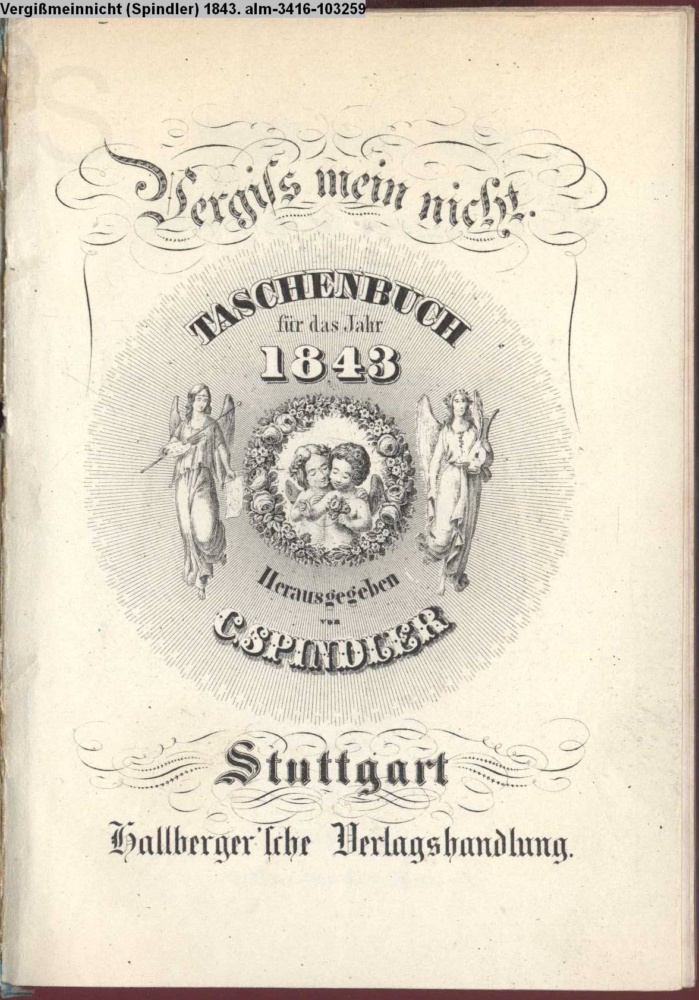 Vergißmeinnicht (Spindler) 1843. alm-3416-103259
Vergiſs mein nicht.
TASCHENBUCH
für das Jahr
1843
Herausgegeben
von
C. SPINDLER
Stuttgart
Hallberger'ſche Verlagshandlung.